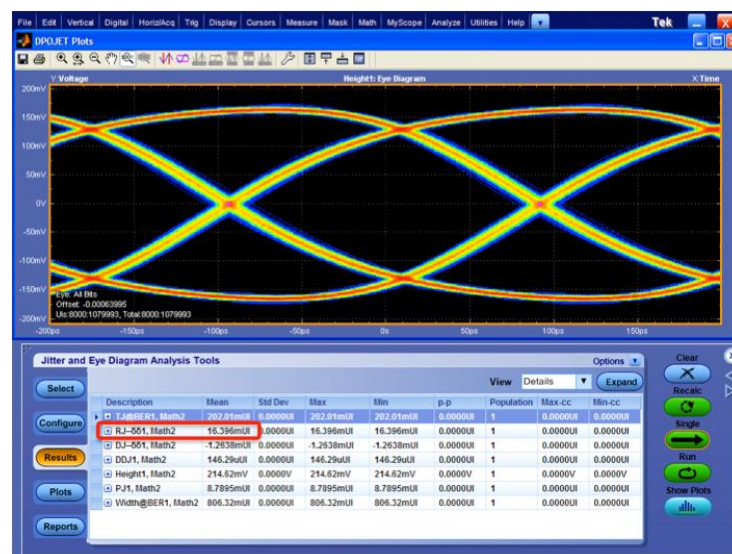 File Edit Vertical Digital Horiz/Acq Trig Display Cursors Measure Mask Math MyScope Analyze Utilities Help Tek
DPOJET Plots
Y:Voltage Height1: Eye Diagram X:Time
200mV
150mV
100mV
50mV
0V
-50mV
-100mV
-150mV
Eye: All Bits
Offset: -0.00063995
-200mV UIs:8000:1079993, Total:8000:1079993
-200ps -150ps -100ps -50ps 0s 50ps 100ps 150ps
Jitter and Eye Diagram Analysis Tools Options Clear
Select View Details Expand
Recalc
Description Mean Std Dev Max Min p-p Population Max-cc Min-cc
TJ@BER1, Math2 202.01mUI 0.0000UI 202.01mUI 202.01mUI 0.0000UI 1 0.0000UI 0.0000UI
Configure RJ-δδ1, Math2 16.396mUI 0.0000UI 16.396mUI 16.396mUI 0.0000UI 1 0.0000UI 0.0000UI
Single
DJ-δδ1, Math2 -1.2638mUI 0.0000UI -1.2638mUI -1.2638mUI 0.0000UI 1 0.0000UI 0.0000UI
Results DDJ1, Math2 146.29uUI 0.0000UI 146.29uUI 146.29uUI 0.0000UI 1 0.0000UI 0.0000UI
Run
Height1, Math2 214.62mV 0.0000V 214.62mV 214.62mV 0.0000V 1 0.0000V 0.0000V
Plots PJ1, Math2 8.7895mUI 0.0000UI 8.7895mUI 8.7895mUI 0.0000UI 1 0.0000UI 0.0000UI
Show Plots
Width@BER1, Math2 806.32mUI 0.0000UI 806.32mUI 806.32mUI 0.0000UI 1 0.0000UI 0.0000UI
Reports